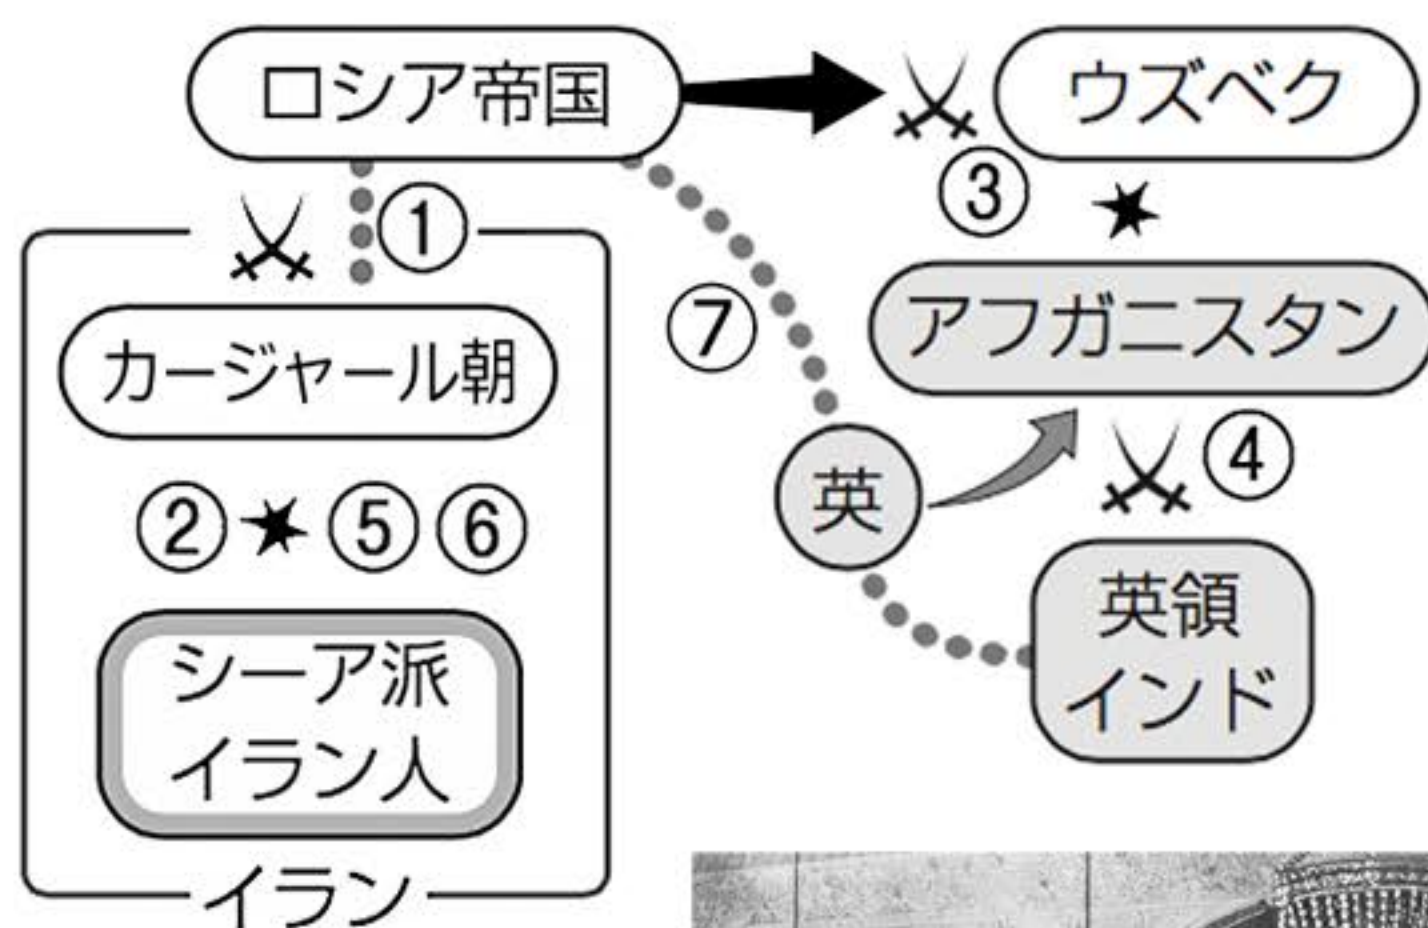 ロシア帝国
ウズベク
③
①
アフガニスタン
⑦
カージャール朝
④
英
② ⑤ ⑥
英領
インド
シーア派
イラン人
イラン